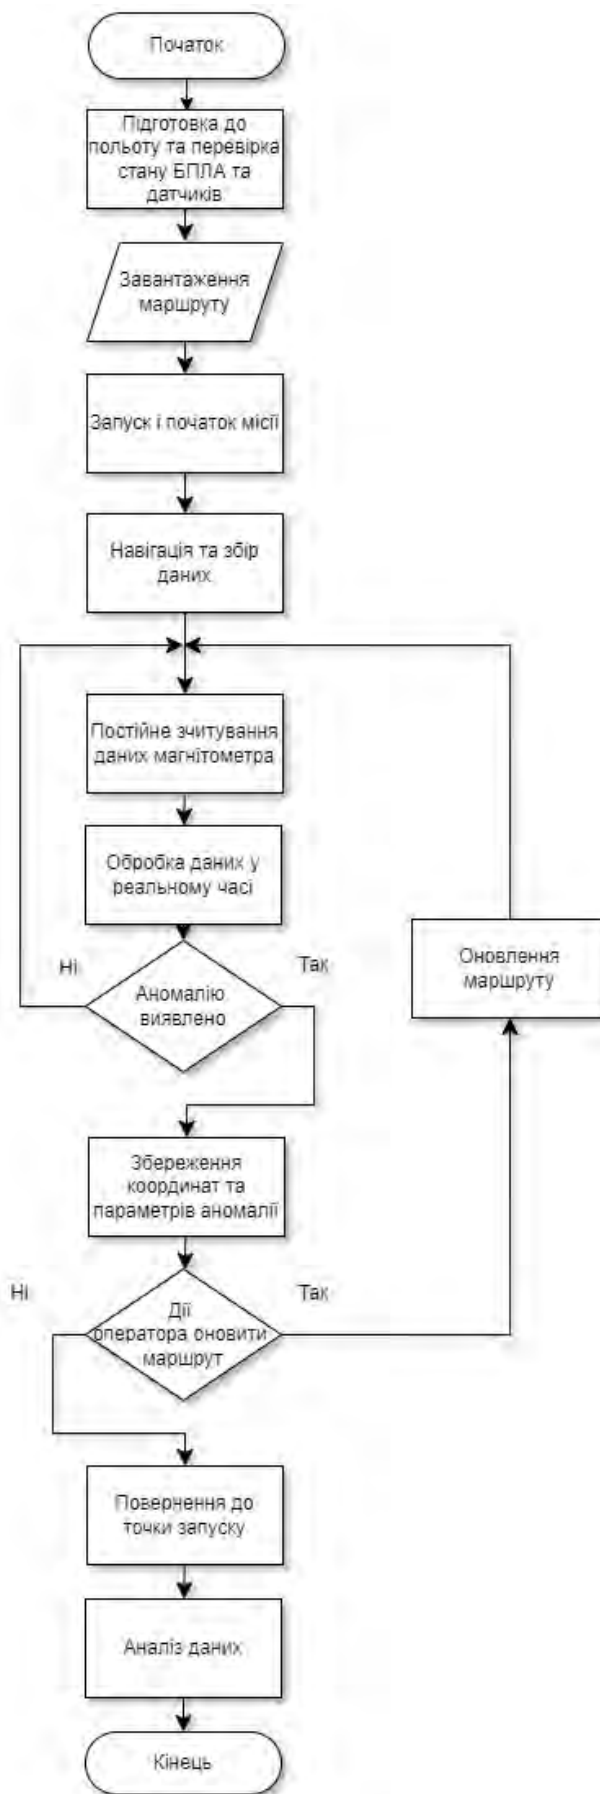 Початок
Підготовка до
польоту та перевірка
стану БПЛА та
датчиків
Завантаження
маршруту
Запуск і початок місії
Навігація та збір
даних
Постійне зчитування
даних магнітометра
Обробка даних у
реальному часі
Ні
Так
Аномалію
виявлено
Оновлення
маршруту
Збереження
координат та
параметрів аномалії
Ні
Так
Дії
оператора оновити
маршрут
Повернення до
точки запуску
Аналіз даних
Кінець